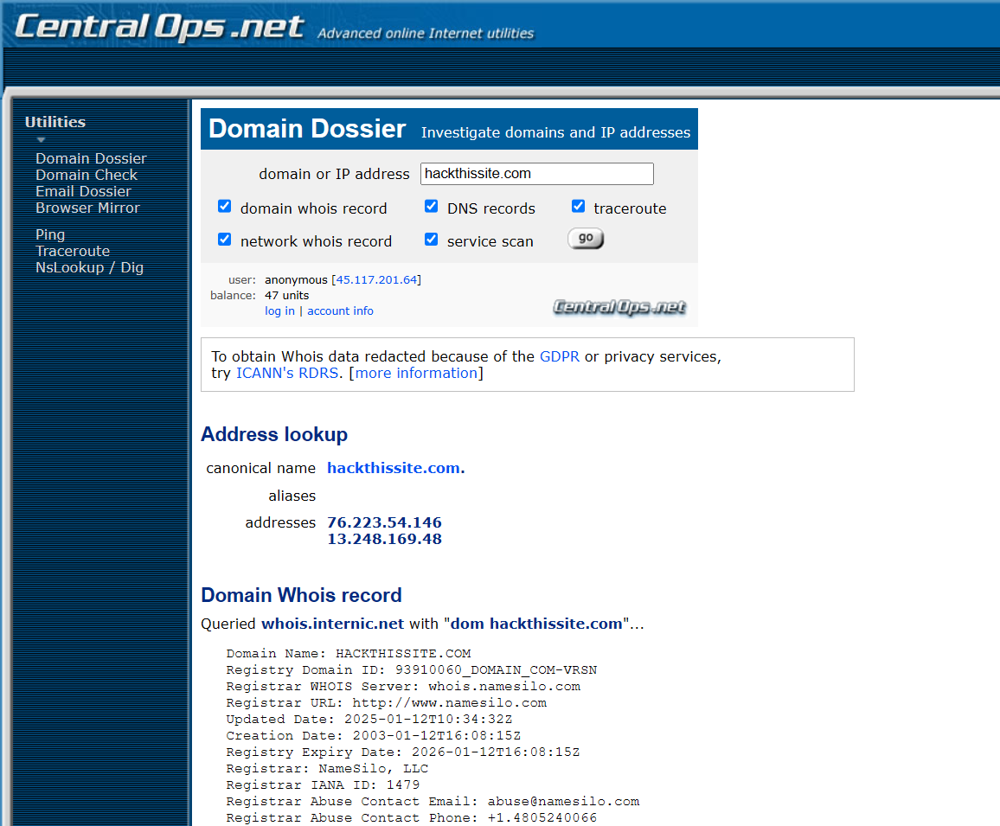 CentralOps.net Advanced online Internet utilities
Utilities
Domain Dossier
Domain Check
Email Dossier
Browser Mirror
Ping
Traceroute
NsLookup / Dig
Domain Dossier Investigate domains and IP addresses
domain or IP address hackthissite.com
domain whois record DNS records traceroute
network whois record service scan go
user: anonymous [45.117.201.64]
balance: 47 units
log in | account info
CentralOps.net
To obtain Whois data redacted because of the GDPR or privacy services,
try ICANN's RDRS. [more information]
Address lookup
canonical name hackthissite.com.
aliases
addresses 76.223.54.146
13.248.169.48
Domain Whois record
Queried whois.internic.net with "dom hackthissite.com"...
Domain Name: HACKTHISSITE.COM
Registry Domain ID: 93910060_DOMAIN_COM-VRSN
Registrar WHOIS Server: whois.namesilo.com
Registrar URL: http://www.namesilo.com
Updated Date: 2025-01-12T10:34:32Z
Creation Date: 2003-01-12T16:08:15Z
Registry Expiry Date: 2026-01-12T16:08:15Z
Registrar: NameSilo, LLC
Registrar IANA ID: 1479
Registrar Abuse Contact Email: abuse@namesilo.com
Registrar Abuse Contact Phone: +1.4805240066